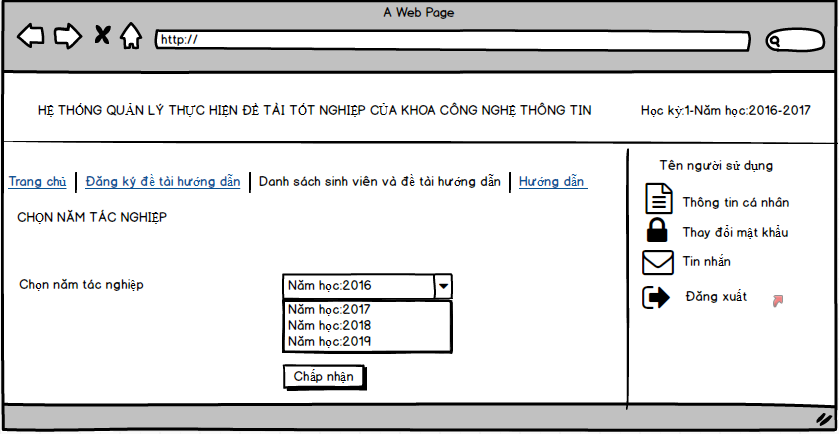 A Web Page
http://
HỆ THỐNG QUẢN LÝ THỰC HIỆN ĐỀ TÀI TỐT NGHIỆP CỦA KHOA CÔNG NGHỆ THÔNG TIN
Học kỳ:1-Năm học:2016-2017
Trang chủ | Đăng ký đề tài hướng dẫn | Danh sách sinh viên và đề tài hướng dẫn | Hướng dẫn
CHỌN NĂM TÁC NGHIỆP
Chọn năm tác nghiệp
Năm học:2016
Năm học:2017
Năm học:2018
Năm học:2019
Chấp nhận
Tên người sử dụng
Thông tin cá nhân
Thay đổi mật khẩu
Tin nhắn
Đăng xuất